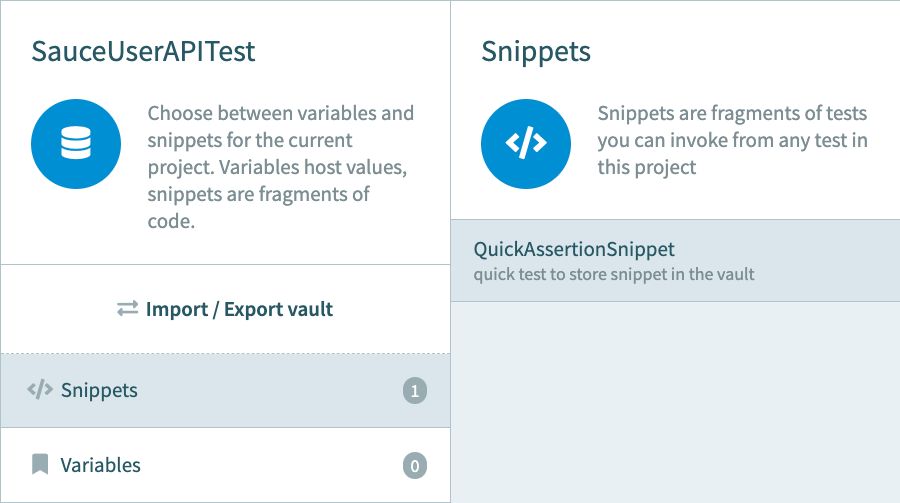 SauceUserAPITest
Choose between variables and
snippets for the current
project. Variables host values,
snippets are fragments of
code.
Import / Export vault
Snippets 1
Variables 0
Snippets
Snippets are fragments of tests
you can invoke from any test in
this project
QuickAssertionSnippet
quick test to store snippet in the vault